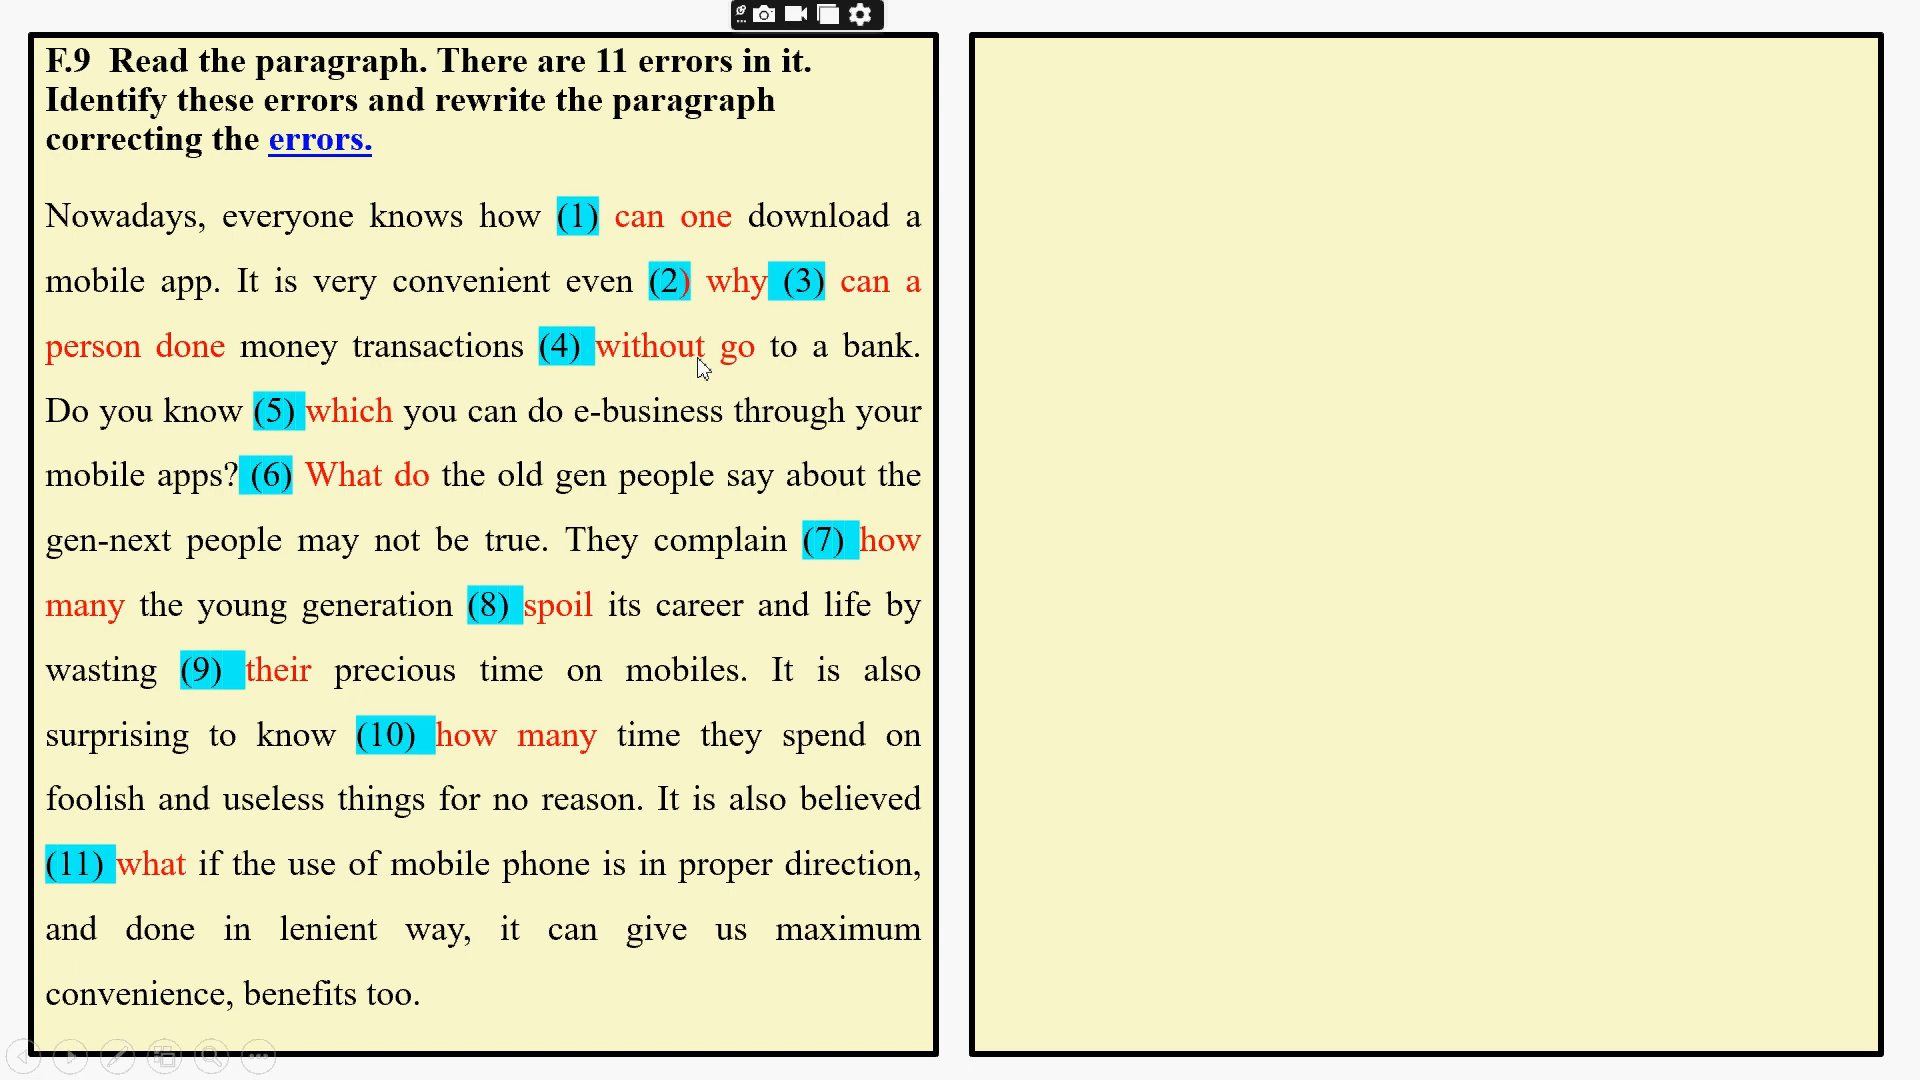 F.9 Read the paragraph. There are 11 errors in it.
Identify these errors and rewrite the paragraph
correcting the errors.
Nowadays, everyone knows how (1) can one download a
mobile app. It is very convenient even (2) why (3) can a
person done money transactions (4) without go to a bank.
Do you know (5) which you can do e-business through your
mobile apps? (6) What do the old gen people say about the
gen-next people may not be true. They complain (7) how
many the young generation (8) spoil its career and life by
wasting (9) their precious time on mobiles. It is also
surprising to know (10) how many time they spend on
foolish and useless things for no reason. It is also believed
(11) what if the use of mobile phone is in proper direction,
and done in lenient way, it can give us maximum
convenience, benefits too.